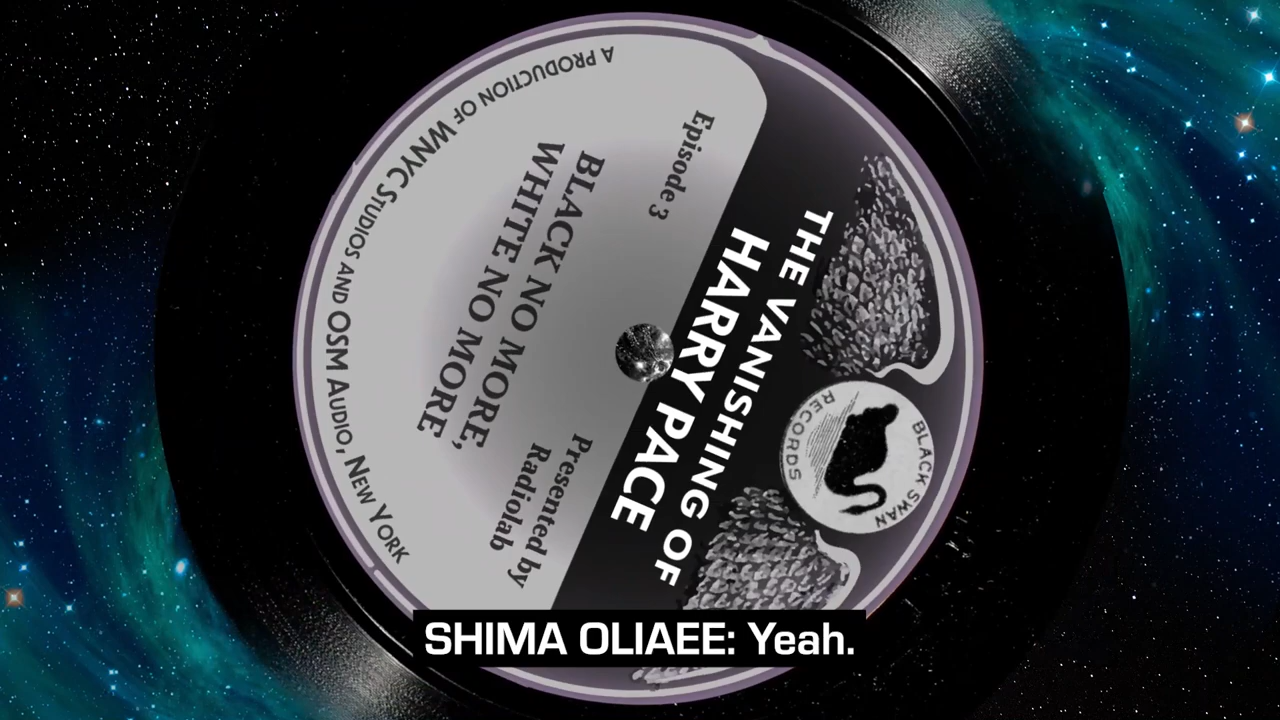 THE VANISHING OF
HARRY PACE
BLACK SWAN
RECORDS
Episode 3
BLACK NO MORE,
WHITE NO MORE
Presented by
Radiolab
A PRODUCTION OF WNYC STUDIOS AND OSM AUDIO, NEW YORK
SHIMA OLIAEE: Yeah.